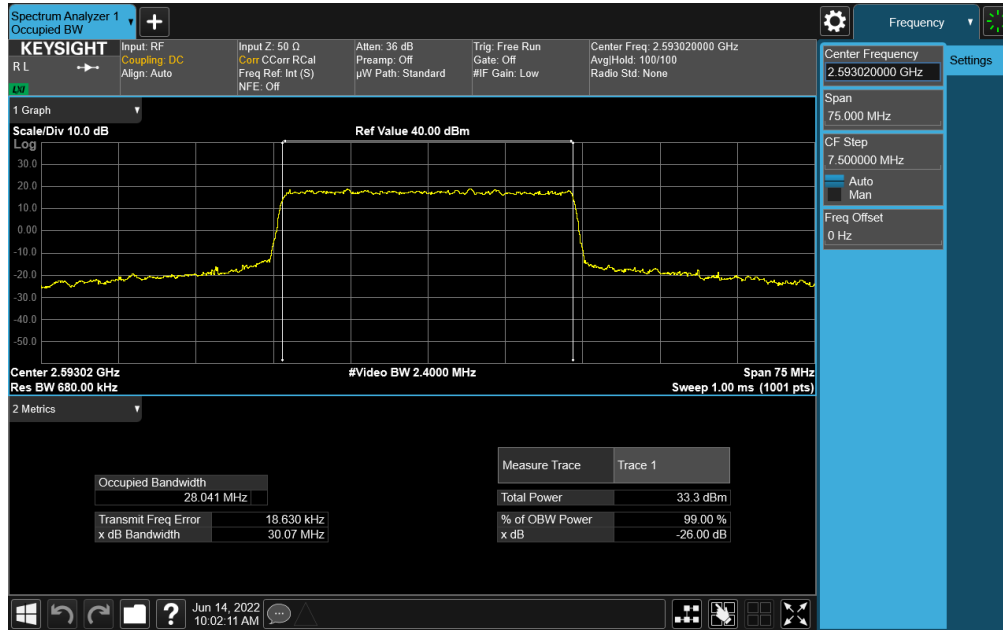 Spectrum Analyzer 1
Occupied BW
Frequency
KEYSIGHT
R L
LXI
Input: RF
Coupling: DC
Align: Auto
Input Z: 50 Ω
Corr CCorr RCal
Freq Ref: Int (S)
NFE: Off
Atten: 36 dB
Preamp: Off
µW Path: Standard
Trig: Free Run
Gate: Off
#IF Gain: Low
Center Freq: 2.593020000 GHz
Avg|Hold: 100/100
Radio Std: None
Center Frequency
2.593020000 GHz
Settings
Span
75.000 MHz
CF Step
7.500000 MHz
Auto
Man
Freq Offset
0 Hz
1 Graph
Scale/Div 10.0 dB
Ref Value 40.00 dBm
Log
30.0
20.0
10.0
0.00
-10.0
-20.0
-30.0
-40.0
-50.0
Center 2.59302 GHz
#Video BW 2.4000 MHz
Span 75 MHz
Res BW 680.00 kHz
Sweep 1.00 ms (1001 pts)
2 Metrics
Measure Trace Trace 1
Occupied Bandwidth
28.041 MHz
Total Power 33.3 dBm
Transmit Freq Error 18.630 kHz
% of OBW Power 99.00 %
x dB Bandwidth 30.07 MHz
x dB -26.00 dB
?
Jun 14, 2022
10:02:11 AM